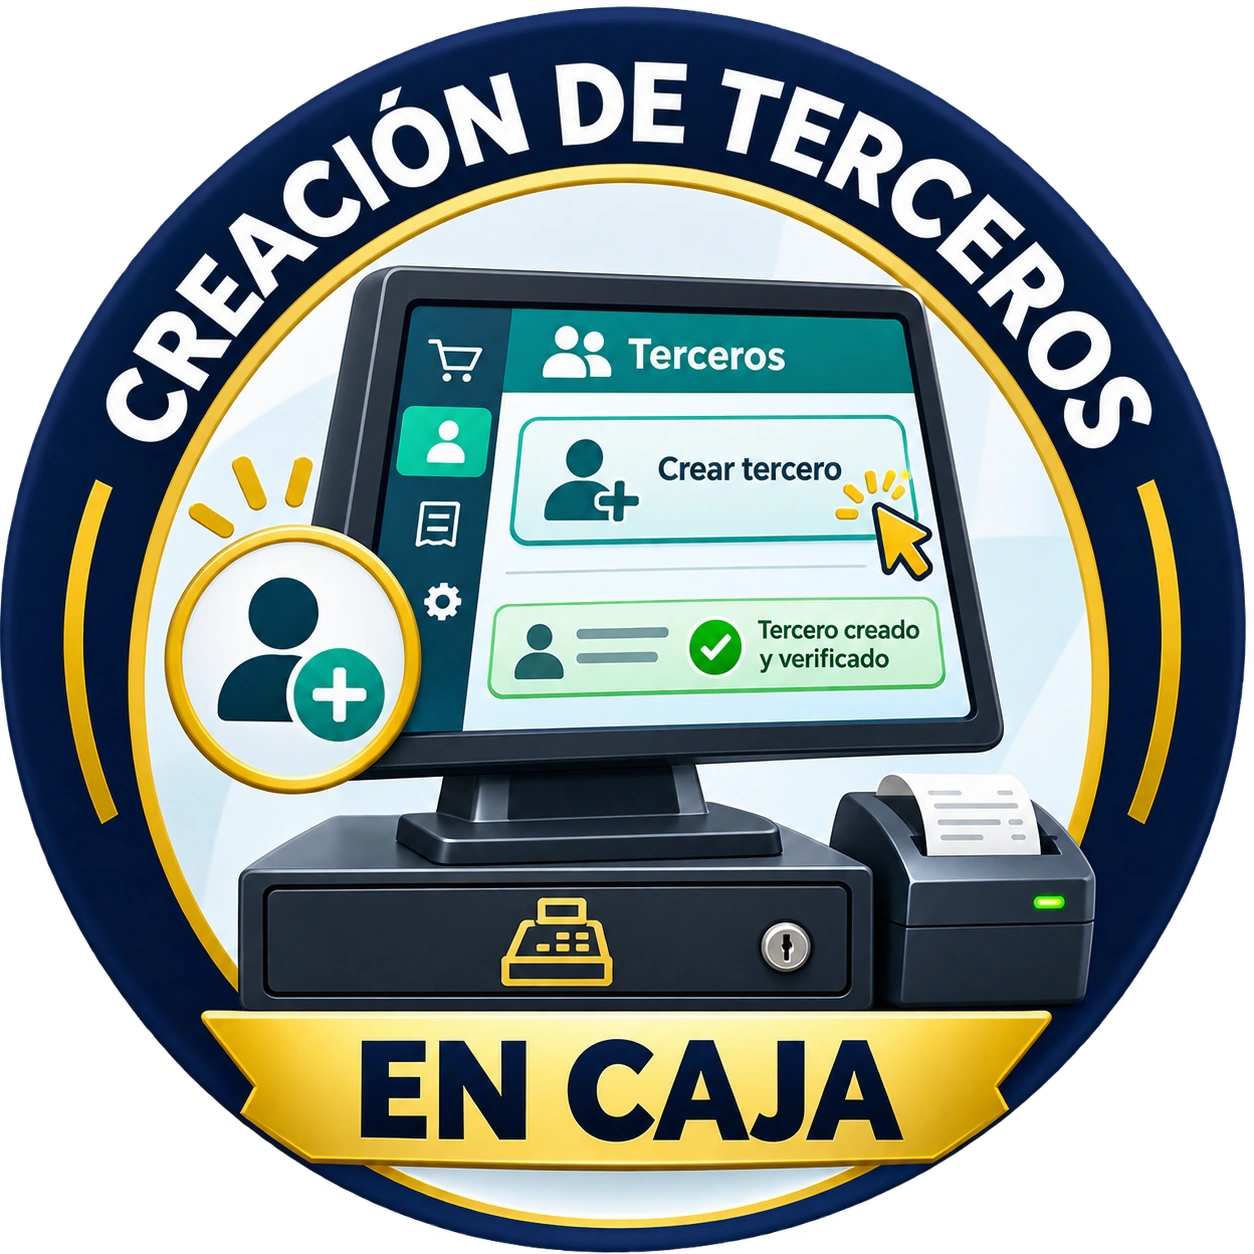 CREACIÓN DE TERCEROS
Terceros
Crear tercero
Tercero creado
y verificado
EN CAJA